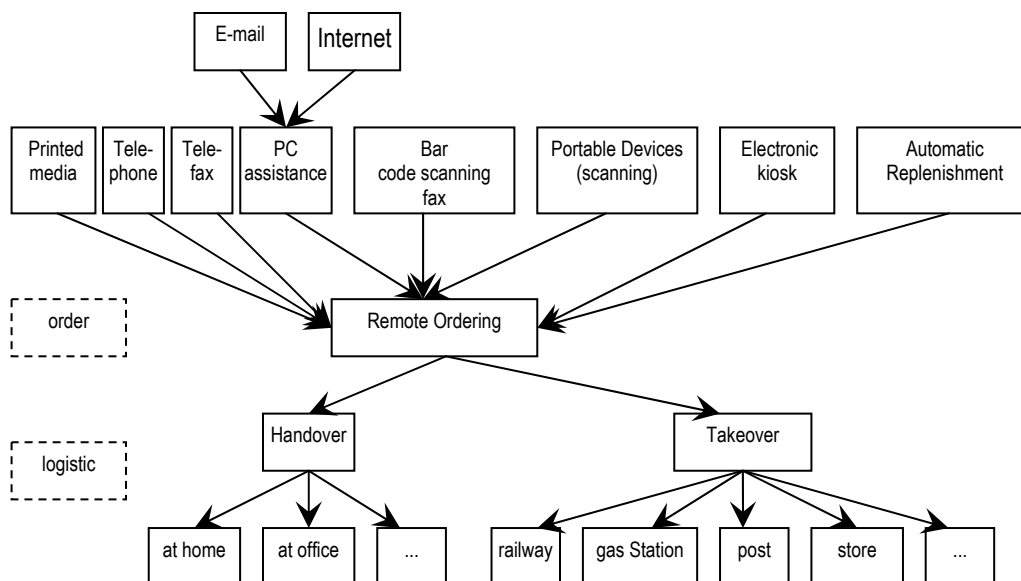 E-mail
Internet
Printed
media
Tele-
phone
Tele-
fax
PC
assistance
Bar
code scanning
fax
Portable Devices
(scanning)
Electronic
kiosk
Automatic
Replenishment
order
Remote Ordering
Handover
Takeover
logistic
at home
at office
...
railway
gas Station
post
store
...